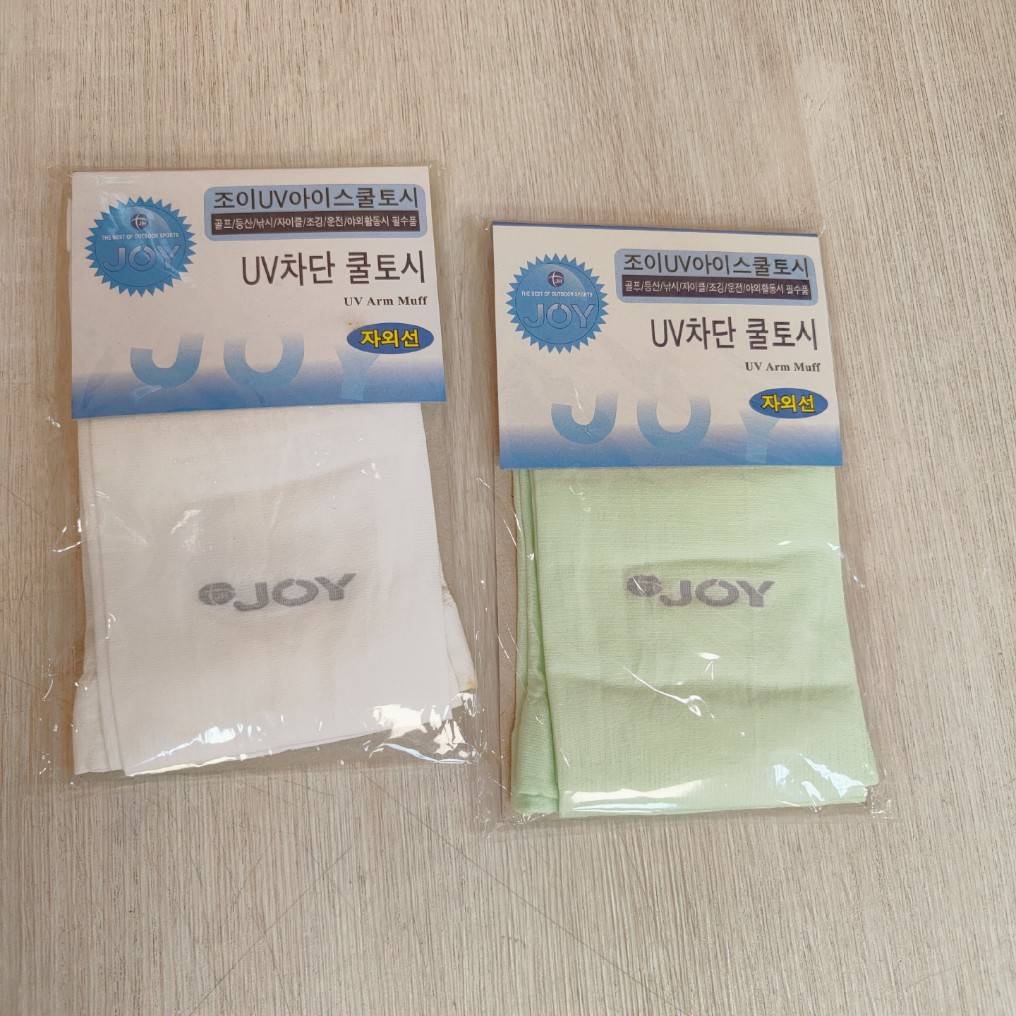 조이UV아이스쿨토시
골프/등산/낚시/자이클/조깅/운전/야외활동시 필수품
THE BEST OF OUTDOOR SPORTS
JOY
UV차단 쿨토시
UV Arm Muff
자외선
JOY
JOY
조이UV아이스쿨토시
골프/등산/낚시/자이클/조깅/운전/야외활동시 필수품
THE BEST OF OUTDOOR SPORTS
JOY
UV차단 쿨토시
UV Arm Muff
자외선
JOY
JOY